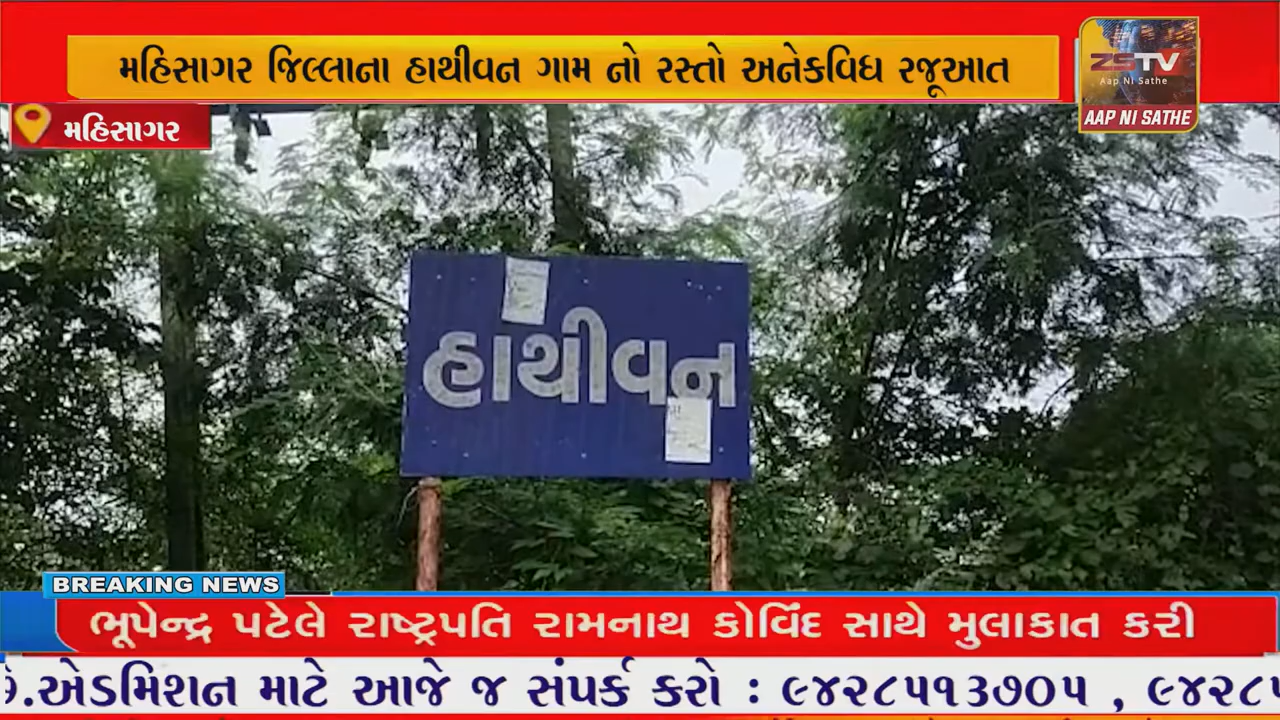 મહિસાગર જિલ્લાના હાથીવન ગામ નો રસ્તો અનેકવિધ રજૂઆત
ZSTV
Aap Ni Sathe
AAP NI SATHE
મહિસાગર
હાથીવન
BREAKING NEWS
ભૂપેન્દ્ર પટેલે રાષ્ટ્રપતિ રામનાથ કોવિંદ સાથે મુલાકાત કરી
.એડમિશન માટે આજે જ સંપર્ક કરો : ૯૪૨૮૫૧૩૭૦૫ , ૯૪૨૮૫